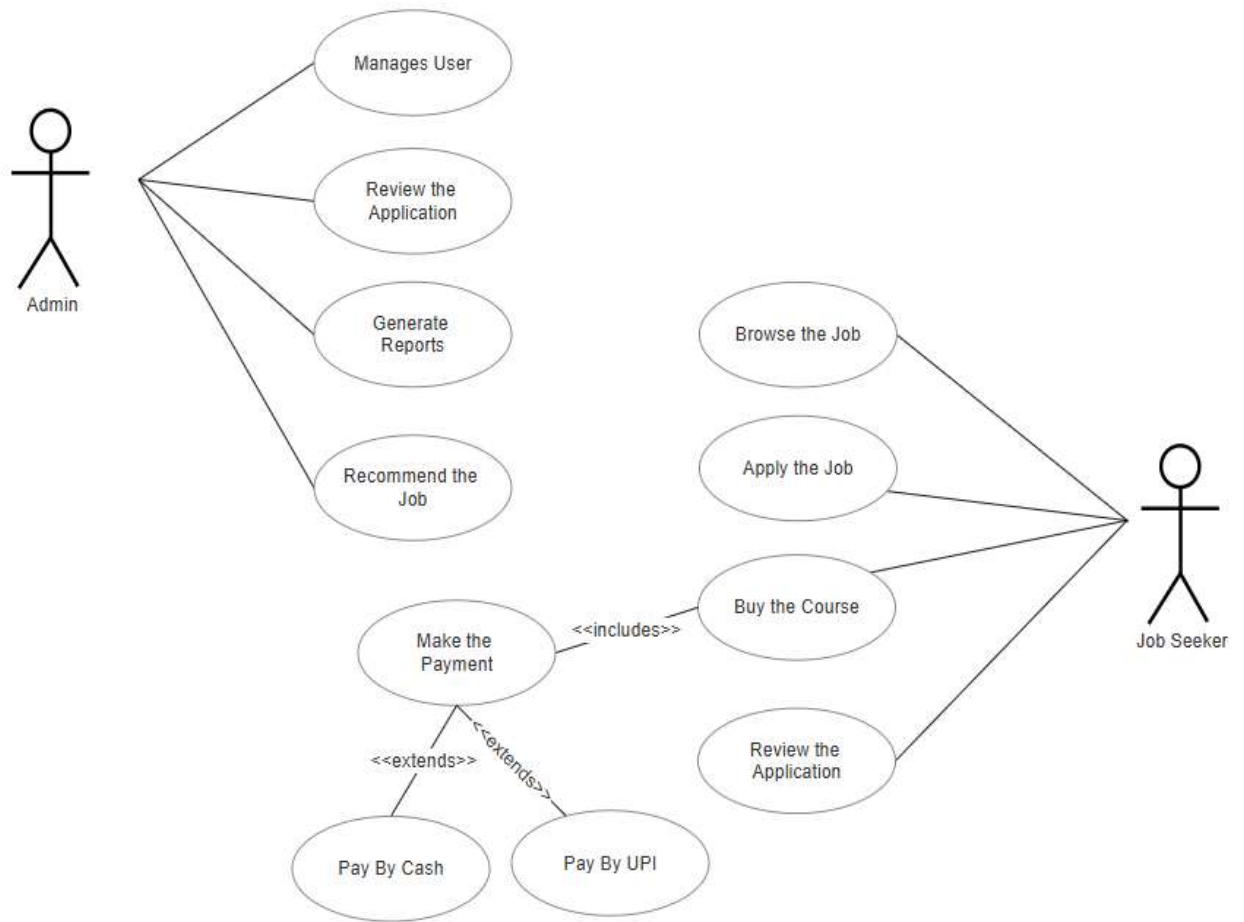 Manages User
Review the
Application
Admin
Generate
Reports
Browse the Job
Recommend the
Job
Apply the Job
Buy the Course
<<includes>>
Make the
Payment
Job Seeker
Review the
Application
<<extends>>
<<extends>>
Pay By Cash
Pay By UPI